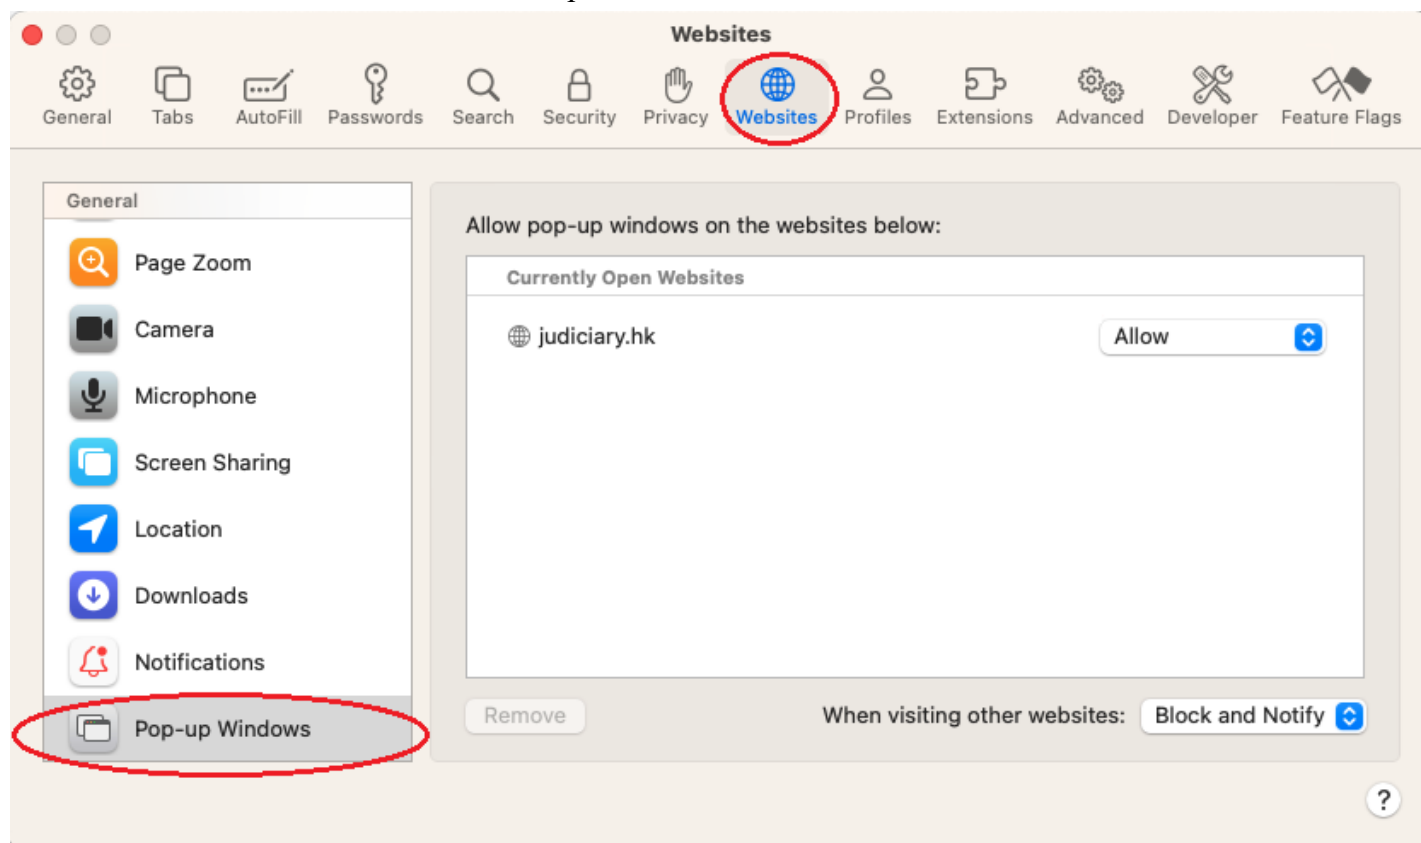 Websites
General Tabs AutoFill Passwords Search Security Privacy Websites Profiles Extensions Advanced Developer Feature Flags
General
Page Zoom
Camera
Microphone
Screen Sharing
Location
Downloads
Notifications
Pop-up Windows
Allow pop-up windows on the websites below:
Currently Open Websites
judiciary.hk Allow
Remove When visiting other websites: Block and Notify
?